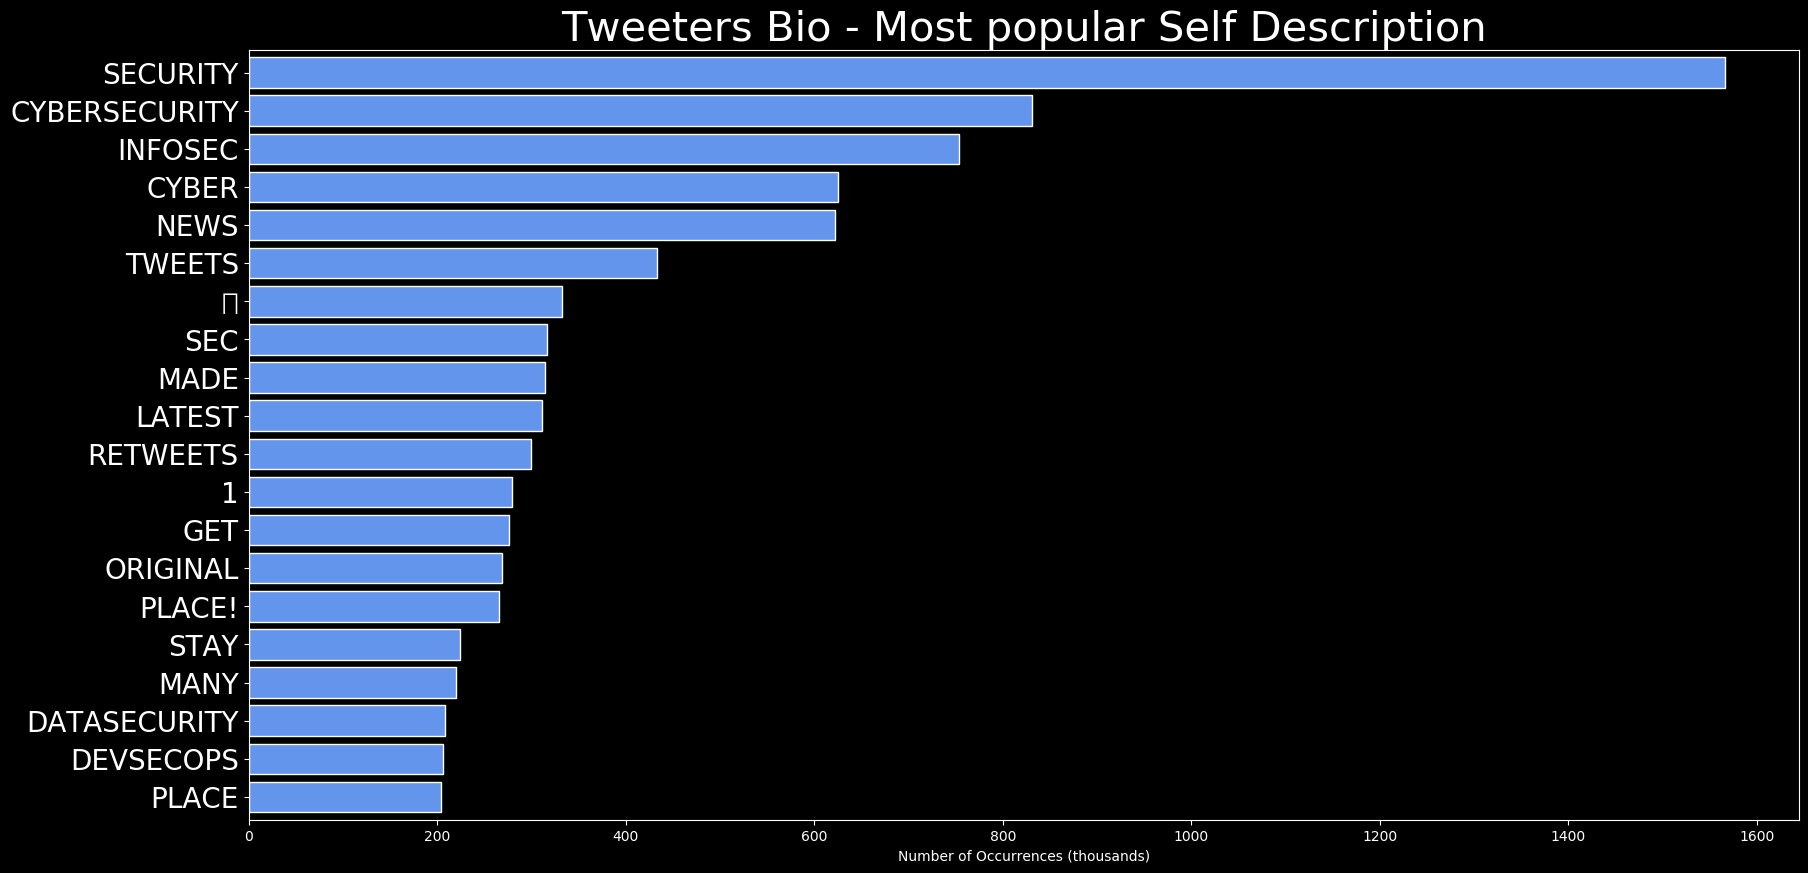 Tweeters Bio - Most popular Self Description
SECURITY
CYBERSECURITY
INFOSEC
CYBER
NEWS
TWEETS
SEC
MADE
LATEST
RETWEETS
1
GET
ORIGINAL
PLACE!
STAY
MANY
DATASECURITY
DEVSECOPS
PLACE
0 200 400 600 800 1000 1200 1400 1600
Number of Occurrences (thousands)